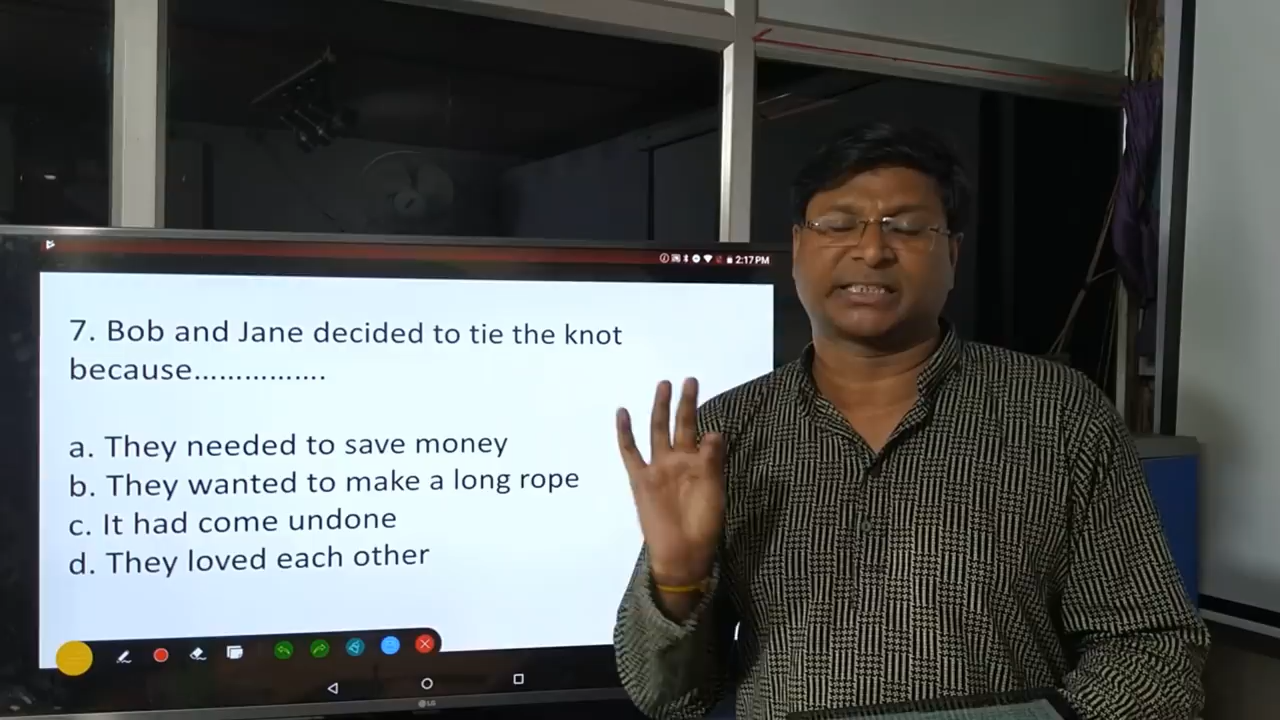 2:17 PM
7. Bob and Jane decided to tie the knot
because................
a. They needed to save money
b. They wanted to make a long rope
c. It had come undone
d. They loved each other
LG